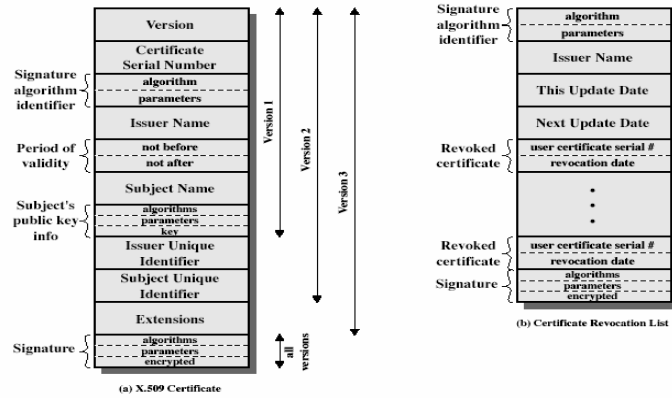 Version
Certificate
Serial Number
Signature
algorithm
identifier
algorithm
parameters
Issuer Name
Period of
validity
not before
not after
Subject Name
Subject's
public key
info
algorithms
parameters
key
Issuer Unique
Identifier
Subject Unique
Identifier
Extensions
Signature
algorithms
parameters
encrypted
Version 1
Version 2
Version 3
all
versions
(a) X.509 Certificate
Signature
algorithm
identifier
algorithm
parameters
Issuer Name
This Update Date
Next Update Date
Revoked
certificate
user certificate serial #
revocation date
•
•
•
Revoked
certificate
user certificate serial #
revocation date
Signature
algorithms
parameters
encrypted
(b) Certificate Revocation List